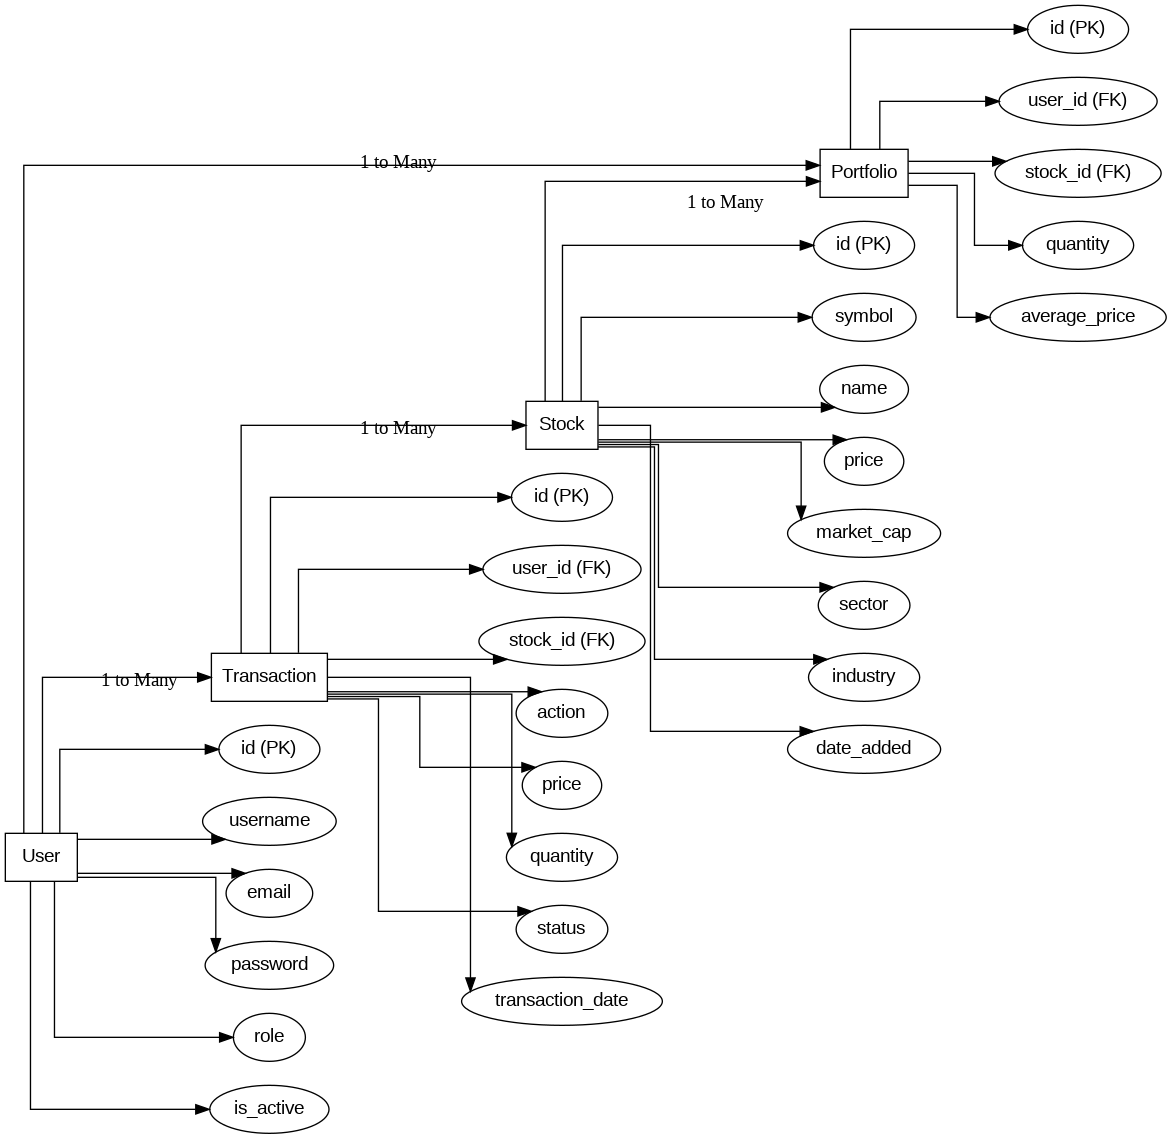 id (PK)
user_id (FK)
1 to Many
Portfolio
stock_id (FK)
1 to Many
id (PK)
quantity
symbol
average_price
name
1 to Many
Stock
price
id (PK)
market_cap
user_id (FK)
sector
stock_id (FK)
1 to Many
Transaction
industry
action
id (PK)
date_added
price
username
User
quantity
email
status
password
transaction_date
role
is_active